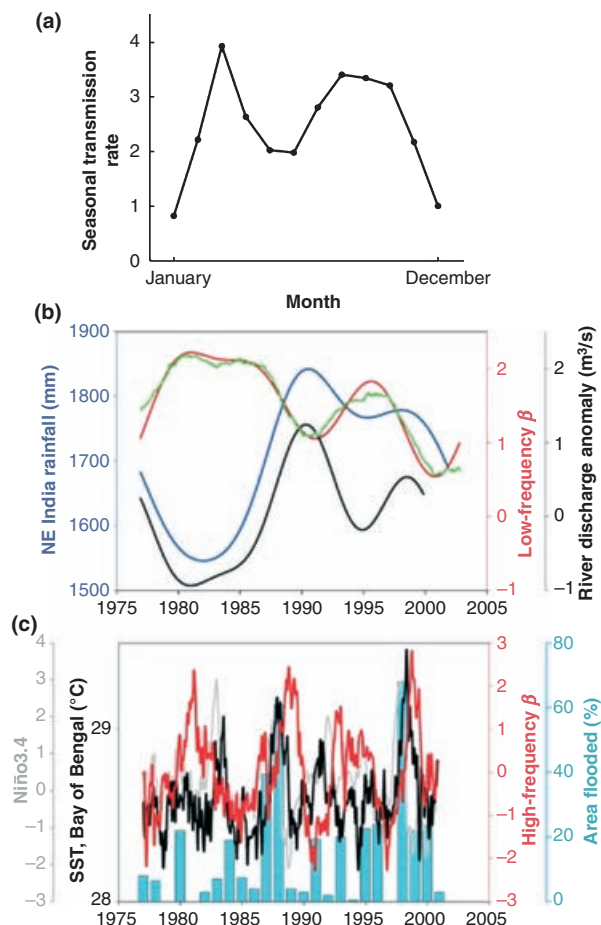 (a)
4
3
2
1
0
Seasonal transmission
rate
January
December
Month
(b)
1900
1800
1700
1600
1500
NE India rainfall (mm)
2
1
0
−1
Low-frequency β
2
1
0
−1
River discharge anomaly (m³/s)
1975 1980 1985 1990 1995 2000 2005
(c)
4
3
2
1
0
−1
−2
−3
Niño3.4
29
28
SST, Bay of Bengal (°C)
3
2
1
0
−1
−2
−3
High-frequency β
80
60
40
20
0
Area flooded (%)
1975 1980 1985 1990 1995 2000 2005